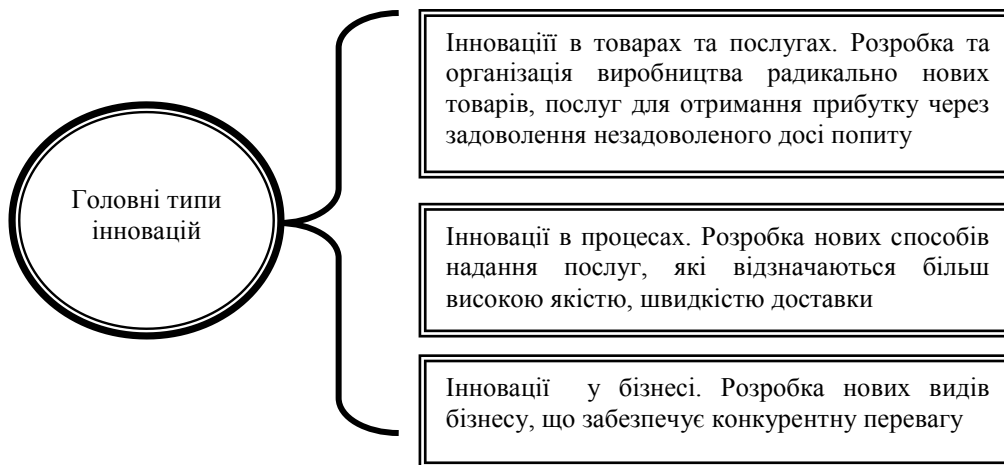 Головні типи
інновацій
Інноваціїї в товарах та послугах. Розробка та
організація виробництва радикально нових
товарів, послуг для отримання прибутку через
задоволення незадоволеного досі попиту
Інновації в процесах. Розробка нових способів
надання послуг, які відзначаються більш
високою якістю, швидкістю доставки
Інновації у бізнесі. Розробка нових видів
бізнесу, що забезпечує конкурентну перевагу